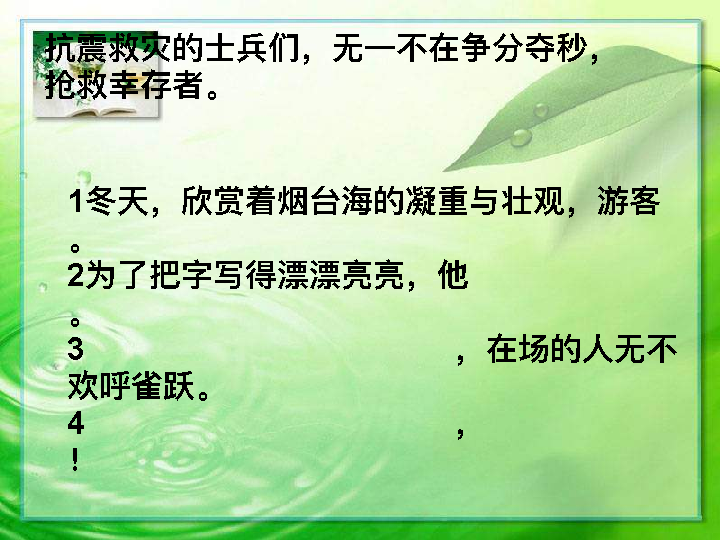 抗震救灾的士兵们，无一不在争分夺秒，
抢救幸存者。
1冬天，欣赏着烟台海的凝重与壮观，游客
。
2为了把字写得漂漂亮亮，他
。
3 ，在场的人无不
欢呼雀跃。
4 ，
！